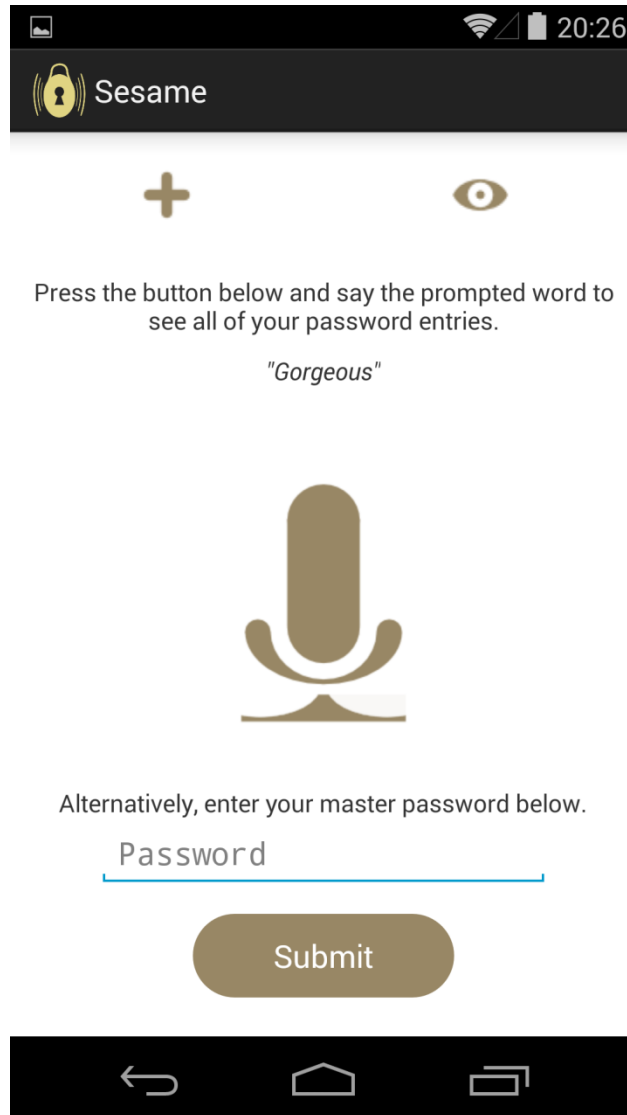 20:26
Sesame
Press the button below and say the prompted word to
see all of your password entries.
"Gorgeous"
Alternatively, enter your master password below.
Password
Submit